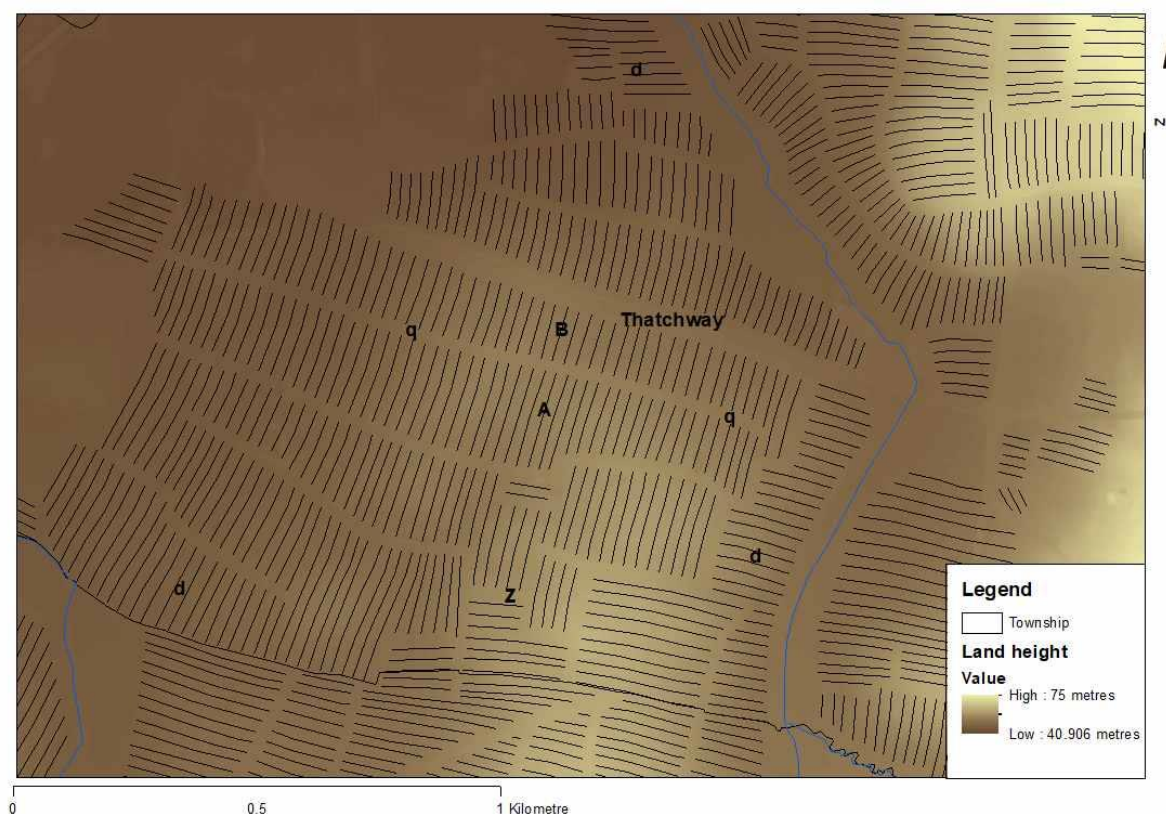 d
z
Thatchway
q
B
A
q
d
d
z
Legend
Township
Land height
Value
High : 75 metres
Low : 40.906 metres
0
0.5
1 Kilometre